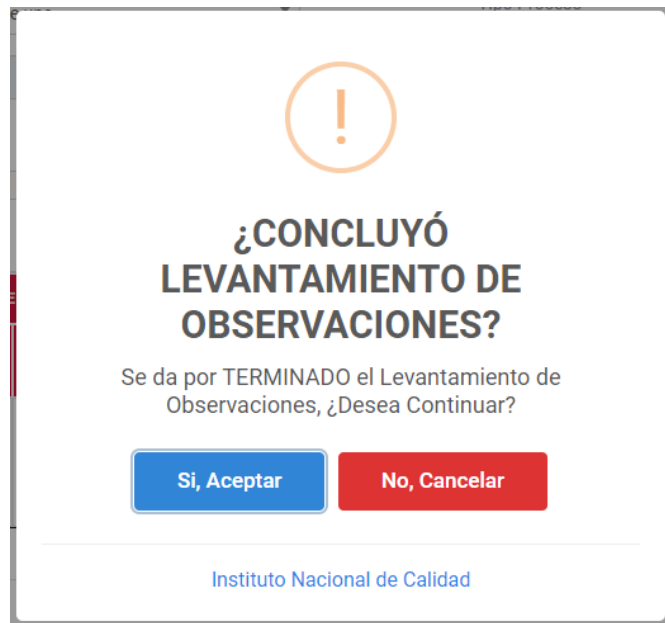 ¿CONCLUYÓ
LEVANTAMIENTO DE
OBSERVACIONES?
Se da por TERMINADO el Levantamiento de
Observaciones, ¿Desea Continuar?
Si, Aceptar
No, Cancelar
Instituto Nacional de Calidad